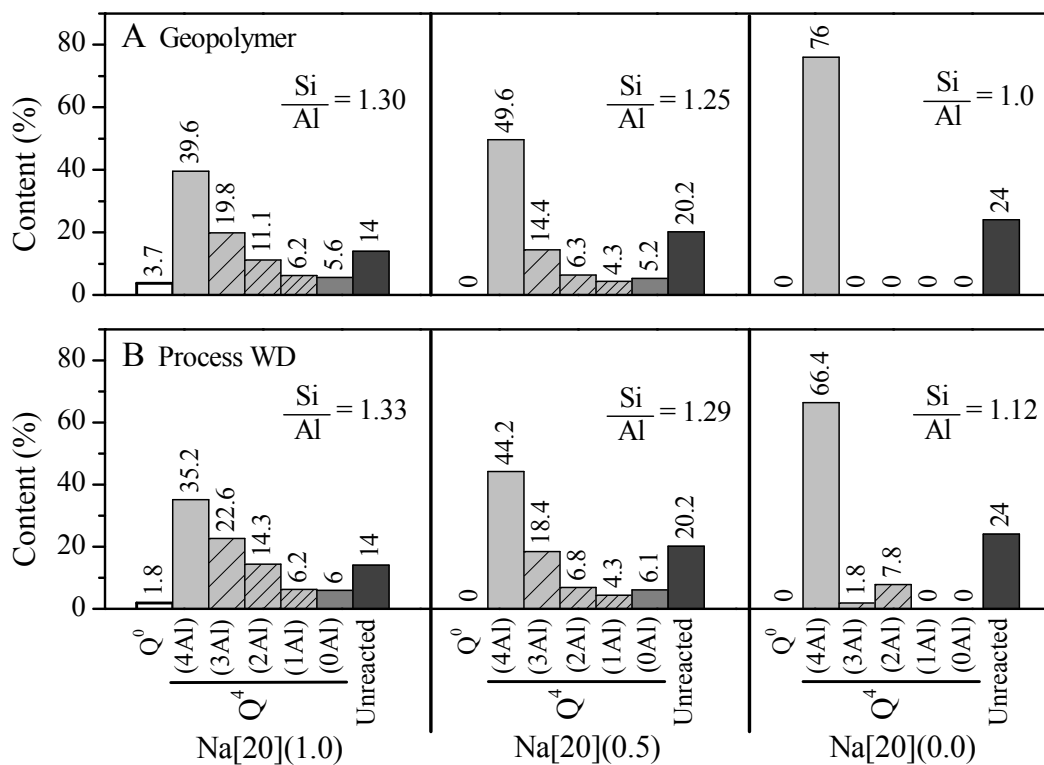 A Geopolymer
Content (%)
80
60
40
20
0
Si
Al = 1.30
3.7
39.6
19.8
11.1
6.2
5.6
14
Si
Al = 1.25
0
49.6
14.4
6.3
4.3
5.2
20.2
Si
Al = 1.0
0
76
0
0
0
0
24
B Process WD
Content (%)
80
60
40
20
0
Si
Al = 1.33
1.8
35.2
22.6
14.3
6.2
6
14
Si
Al = 1.29
0
44.2
18.4
6.8
4.3
6.1
20.2
Si
Al = 1.12
0
66.4
1.8
7.8
0
0
24
Q⁰
(4Al)
(3Al)
(2Al)
(1Al)
(0Al)
Unreacted
Q⁴
Na[20](1.0)
Q⁰
(4Al)
(3Al)
(2Al)
(1Al)
(0Al)
Unreacted
Q⁴
Na[20](0.5)
Q⁰
(4Al)
(3Al)
(2Al)
(1Al)
(0Al)
Unreacted
Q⁴
Na[20](0.0)